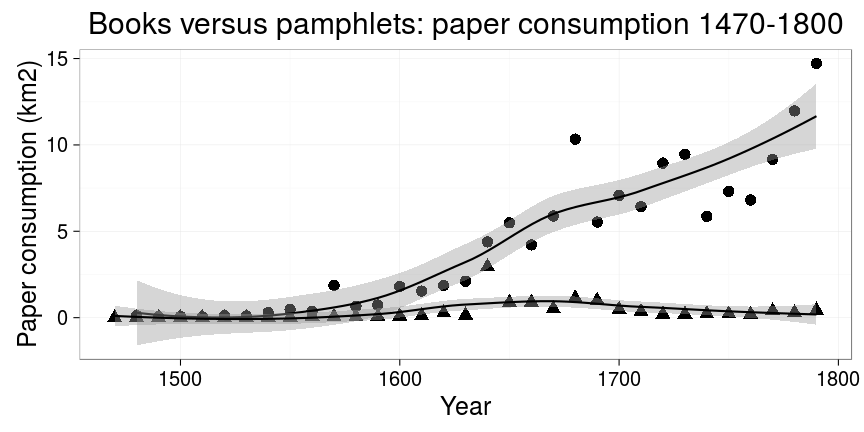 Books versus pamphlets: paper consumption 1470-1800
Paper consumption (km2)
15
10
5
0
1500 1600 1700 1800
Year